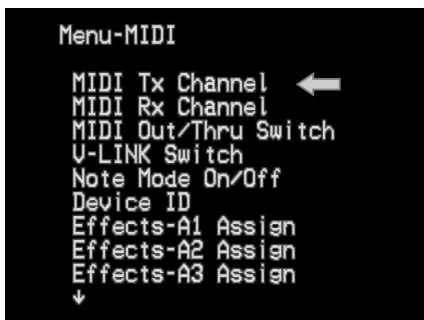 Menu-MIDI
MIDI Tx Channel
MIDI Rx Channel
MIDI Out/Thru Switch
V-LINK Switch
Note Mode On/Off
Device ID
Effects-A1 Assign
Effects-A2 Assign
Effects-A3 Assign